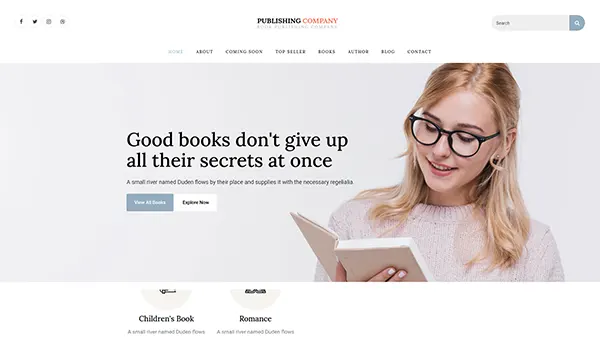 PUBLISHING COMPANY
BOOK PUBLISHING COMPANY
Search
HOME ABOUT COMING SOON TOP SELLER BOOKS AUTHOR BLOG CONTACT
Good books don't give up
all their secrets at once
A small river named Duden flows by their place and supplies it with the necessary regelialia.
View All Books Explore Now
Children's Book Romance
A small river named Duden flows A small river named Duden flows